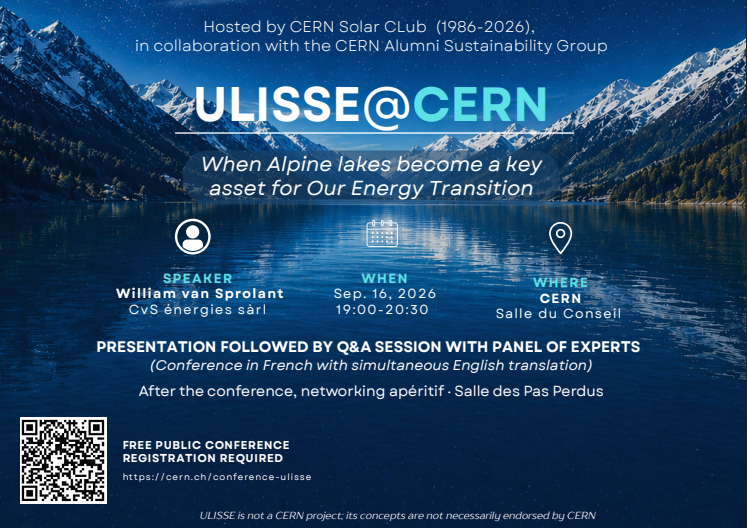 Hosted by CERN Solar CLub (1986-2026),
in collaboration with the CERN Alumni Sustainability Group
ULISSE@CERN
When Alpine lakes become a key
asset for Our Energy Transition
SPEAKER
William van Sprolant
CvS énergies sàrl
WHEN
Sep. 16, 2026
19:00-20:30
WHERE
CERN
Salle du Conseil
PRESENTATION FOLLOWED BY Q&A SESSION WITH PANEL OF EXPERTS
(Conference in French with simultaneous English translation)
After the conference, networking apéritif · Salle des Pas Perdus
FREE PUBLIC CONFERENCE
REGISTRATION REQUIRED
https://cern.ch/conference-ulisse
ULISSE is not a CERN project; its concepts are not necessarily endorsed by CERN